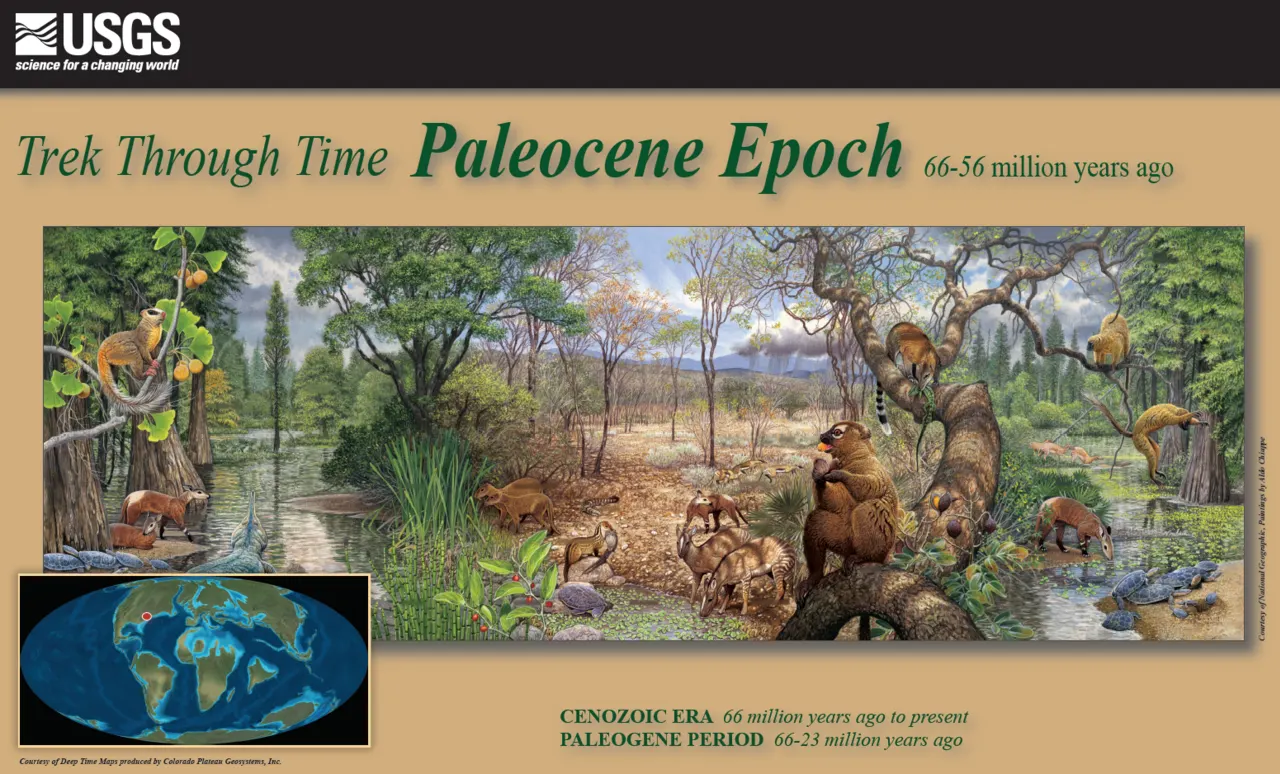 USGS
science for a changing world
Trek Through Time Paleocene Epoch 66-56 million years ago
Courtesy of National Geographic, Paintings by Aldo Chiappe
CENOZOIC ERA 66 million years ago to present
PALEOGENE PERIOD 66-23 million years ago
Courtesy of Deep Time Maps produced by Colorado Plateau Geosystems, Inc.